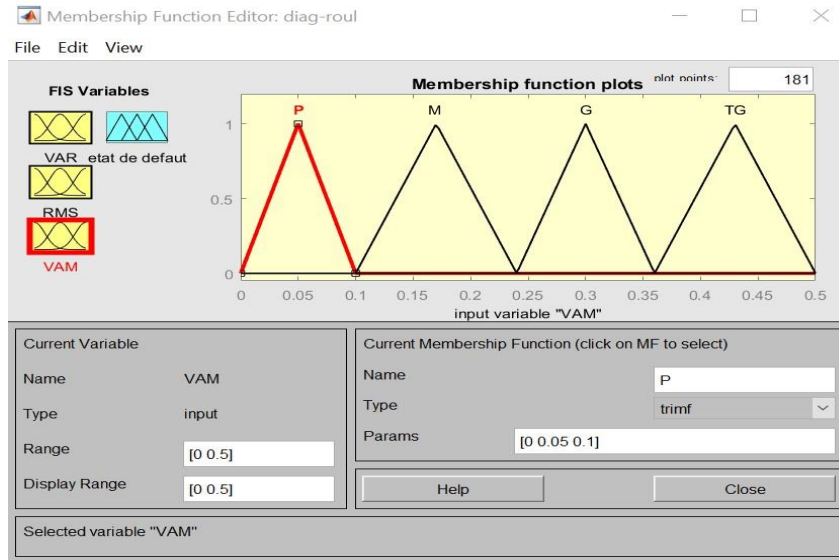 Membership Function Editor: diag-roul
File Edit View
FIS Variables
VAR etat de defaut
RMS
VAM
Membership function plots plot points: 181
P M G TG
1
0.5
0
0 0.05 0.1 0.15 0.2 0.25 0.3 0.35 0.4 0.45 0.5
input variable "VAM"
Current Variable
Name VAM
Type input
Range [0 0.5]
Display Range [0 0.5]
Current Membership Function (click on MF to select)
Name P
Type trimf
Params [0 0.05 0.1]
Help Close
Selected variable "VAM"